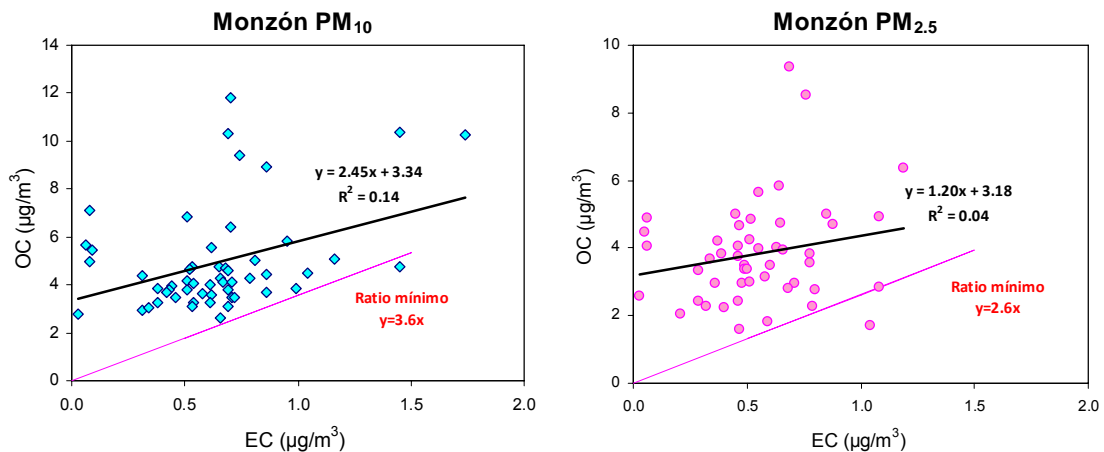 Monzón PM10
14
12
10
8
6
4
2
0
OC (µg/m³)
y = 2.45x + 3.34
R² = 0.14
Ratio mínimo
y=3.6x
0.0
0.5
1.0
1.5
2.0
EC (µg/m³)
Monzón PM2.5
10
8
6
4
2
0
OC (µg/m³)
y = 1.20x + 3.18
R² = 0.04
Ratio mínimo
y=2.6x
0.0
0.5
1.0
1.5
2.0
EC (µg/m³)